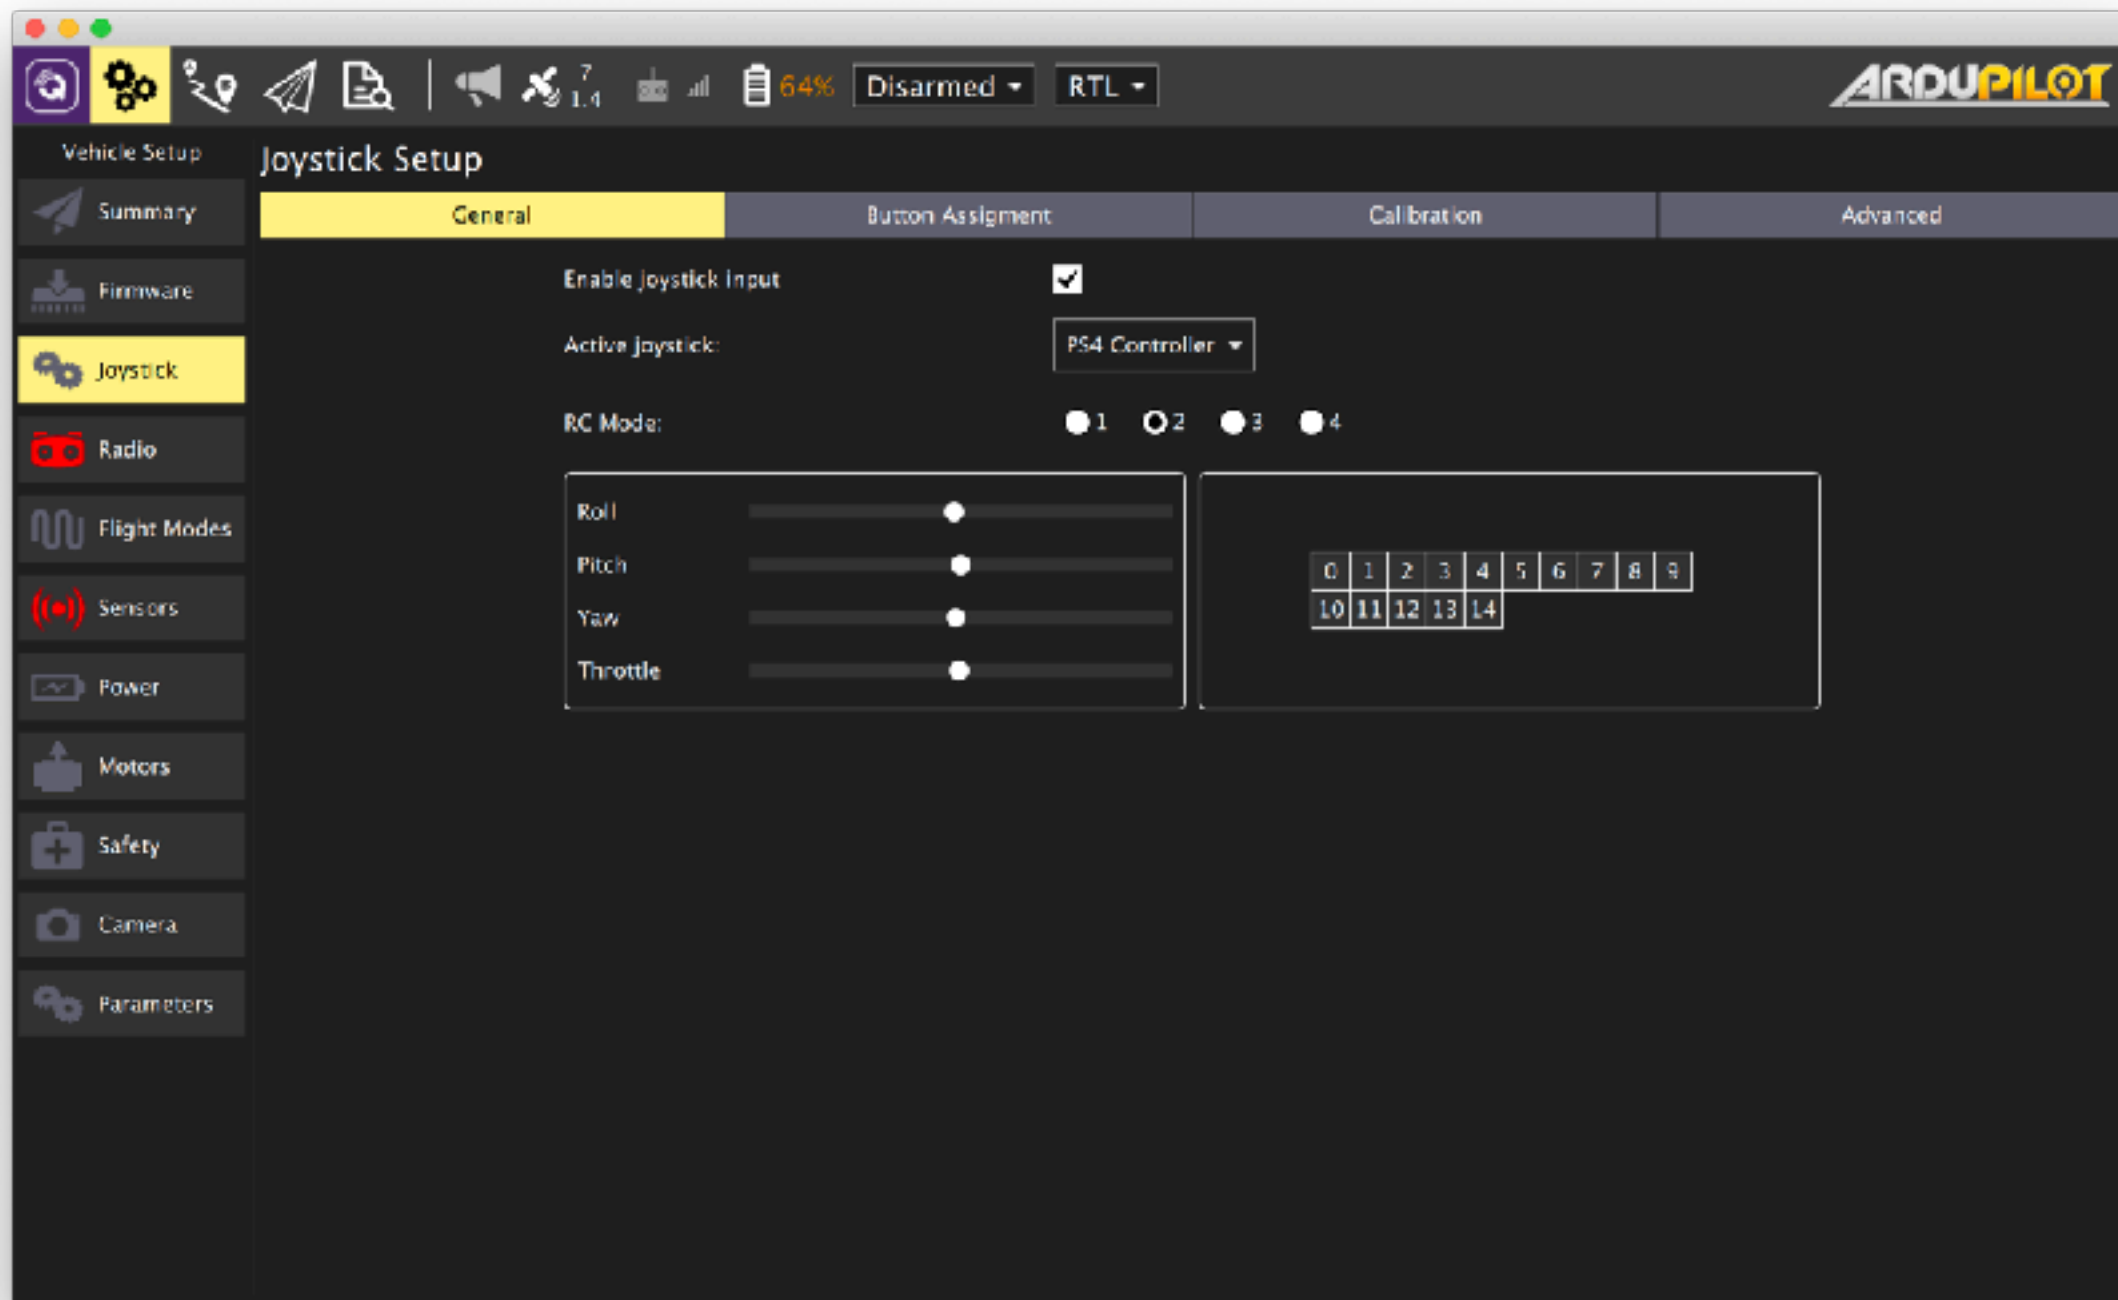 7
1.4
64%
Disarmed
RTL
ARDUPILOT
Vehicle Setup
Joystick Setup
Summary
Firmware
Joystick
Radio
Flight Modes
Sensors
Power
Motors
Safety
Camera
Parameters
General
Button Assigment
Calibration
Advanced
Enable joystick input
Active joystick:
PS4 Controller
RC Mode:
1 2 3 4
Roll
Pitch
Yaw
Throttle
0 1 2 3 4 5 6 7 8 9
10 11 12 13 14